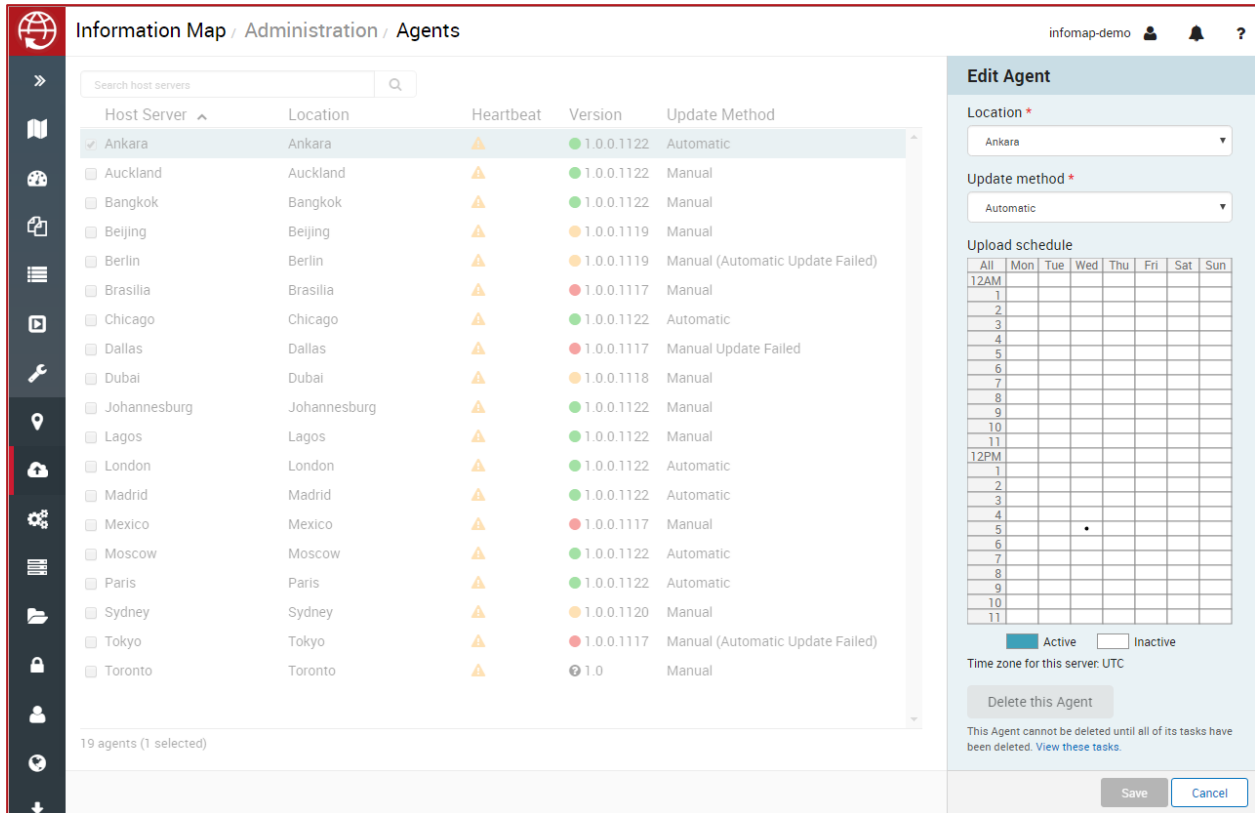 Information Map / Administration / Agents
infomap-demo ?
Search host servers
Host Server Location Heartbeat Version Update Method
Ankara Ankara 1.0.0.1122 Automatic
Auckland Auckland 1.0.0.1122 Manual
Bangkok Bangkok 1.0.0.1122 Manual
Beijing Beijing 1.0.0.1119 Manual
Berlin Berlin 1.0.0.1119 Manual (Automatic Update Failed)
Brasilia Brasilia 1.0.0.1117 Manual
Chicago Chicago 1.0.0.1122 Automatic
Dallas Dallas 1.0.0.1117 Manual Update Failed
Dubai Dubai 1.0.0.1118 Manual
Johannesburg Johannesburg 1.0.0.1122 Manual
Lagos Lagos 1.0.0.1122 Manual
London London 1.0.0.1122 Automatic
Madrid Madrid 1.0.0.1122 Automatic
Mexico Mexico 1.0.0.1117 Manual
Moscow Moscow 1.0.0.1122 Automatic
Paris Paris 1.0.0.1122 Automatic
Sydney Sydney 1.0.0.1120 Manual
Tokyo Tokyo 1.0.0.1117 Manual (Automatic Update Failed)
Toronto Toronto ? 1.0 Manual
19 agents (1 selected)
Edit Agent
Location *
Ankara
Update method *
Automatic
Upload schedule
All Mon Tue Wed Thu Fri Sat Sun
12AM
1
2
3
4
5
6
7
8
9
10
11
12PM
1
2
3
4
5
6
7
8
9
10
11
Active Inactive
Time zone for this server: UTC
Delete this Agent
This Agent cannot be deleted until all of its tasks have
been deleted. View these tasks.
Save Cancel